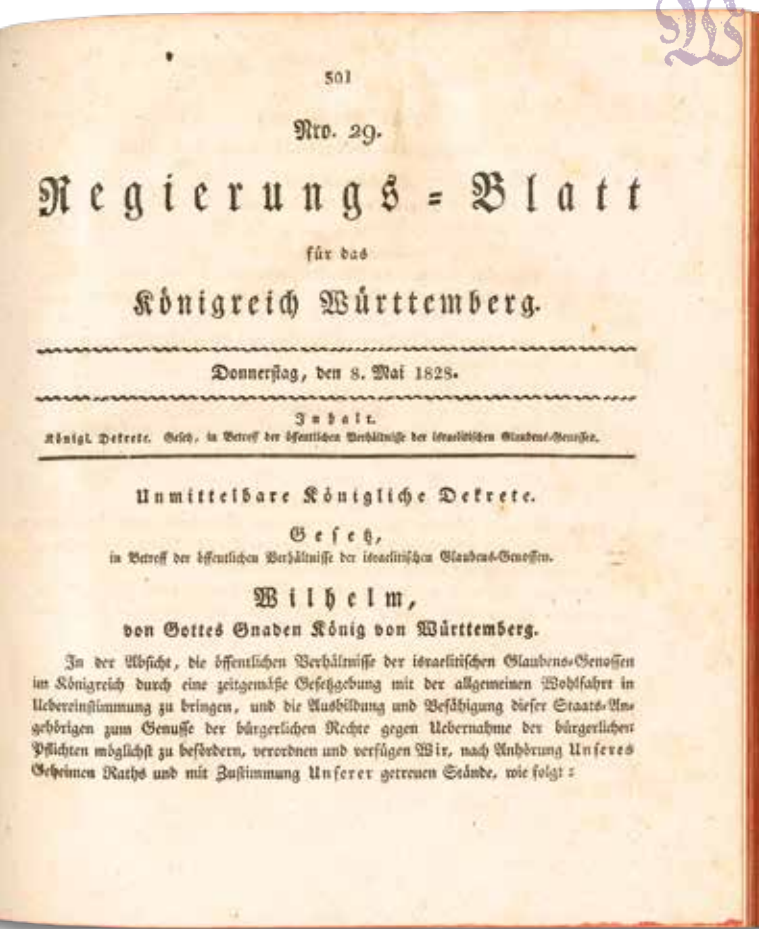 W
501
Nro. 29.
Regierungs-Blatt
für das
Königreich Württemberg.
Donnerstag, den 8. Mai 1828.
Inhalt.
Königl. Dekrete. Gesetz, in Betreff der öffentlichen Verhältnisse der israelitischen Glaubens-Genossen.
Unmittelbare Königliche Dekrete.
Gesetz,
in Betreff der öffentlichen Verhältnisse der israelitischen Glaubens-Genossen.
Wilhelm,
von Gottes Gnaden König von Württemberg.
In der Absicht, die öffentlichen Verhältnisse der israelitischen Glaubens-Genossen
im Königreich durch eine zeitgemäße Gesetzgebung mit der allgemeinen Wohlfahrt in
Uebereinstimmung zu bringen, und die Ausbildung und Befähigung dieser Staats-An-
gehörigen zum Genusse der bürgerlichen Rechte gegen Uebernahme der bürgerlichen
Pflichten möglichst zu befördern, verordnen und verfügen Wir, nach Anhörung Unseres
Geheimen Raths und mit Zustimmung Unserer getreuen Stände, wie folgt: